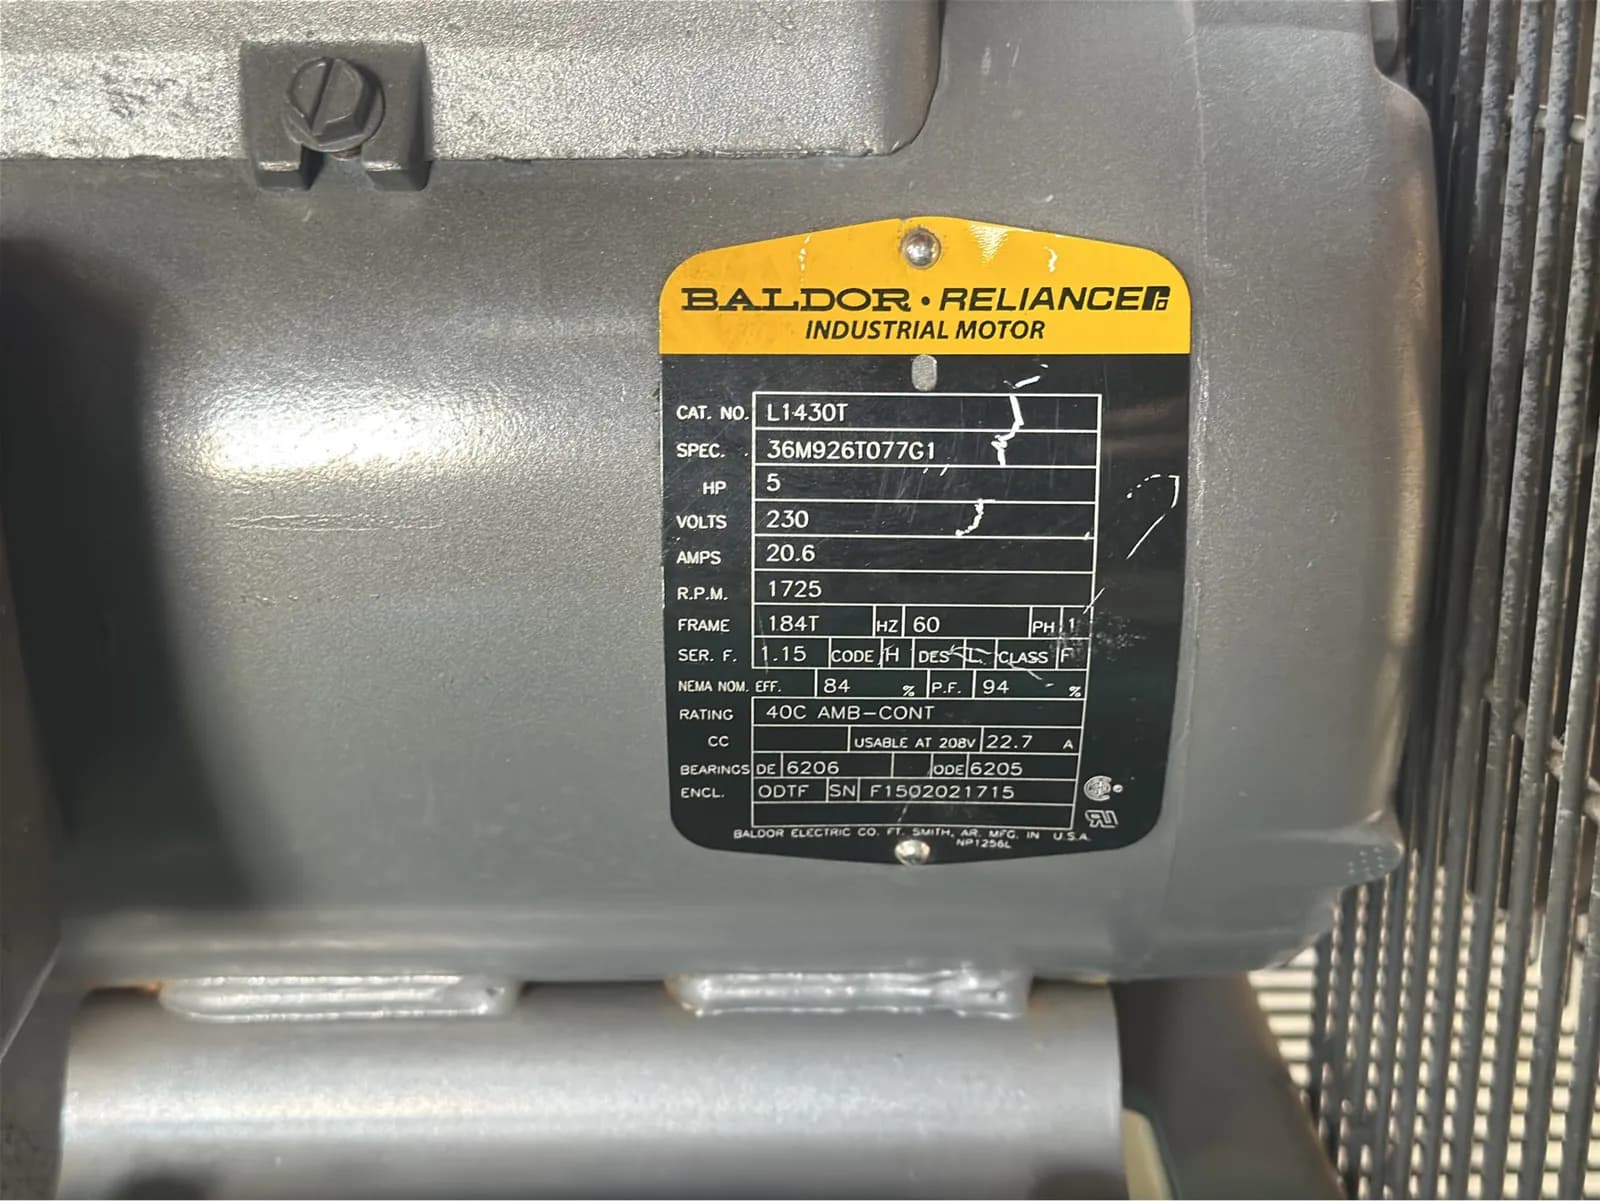 BALDOR • RELIANCE
INDUSTRIAL MOTOR
CAT. NO. L1430T
SPEC. 36M926T077G1
HP 5
VOLTS 230
AMPS 20.6
R.P.M. 1725
FRAME 184T HZ 60 PH 1
SER. F. 1.15 CODE H DES L CLASS F
NEMA NOM. EFF. 84 % P.F. 94 %
RATING 40C AMB-CONT
CC USABLE AT 208V 22.7 A
BEARINGS DE 6206 ODE 6205
ENCL. ODTF SN F1502021715
BALDOR ELECTRIC CO. FT. SMITH, AR. MFG. IN U.S.A.
NP1256L